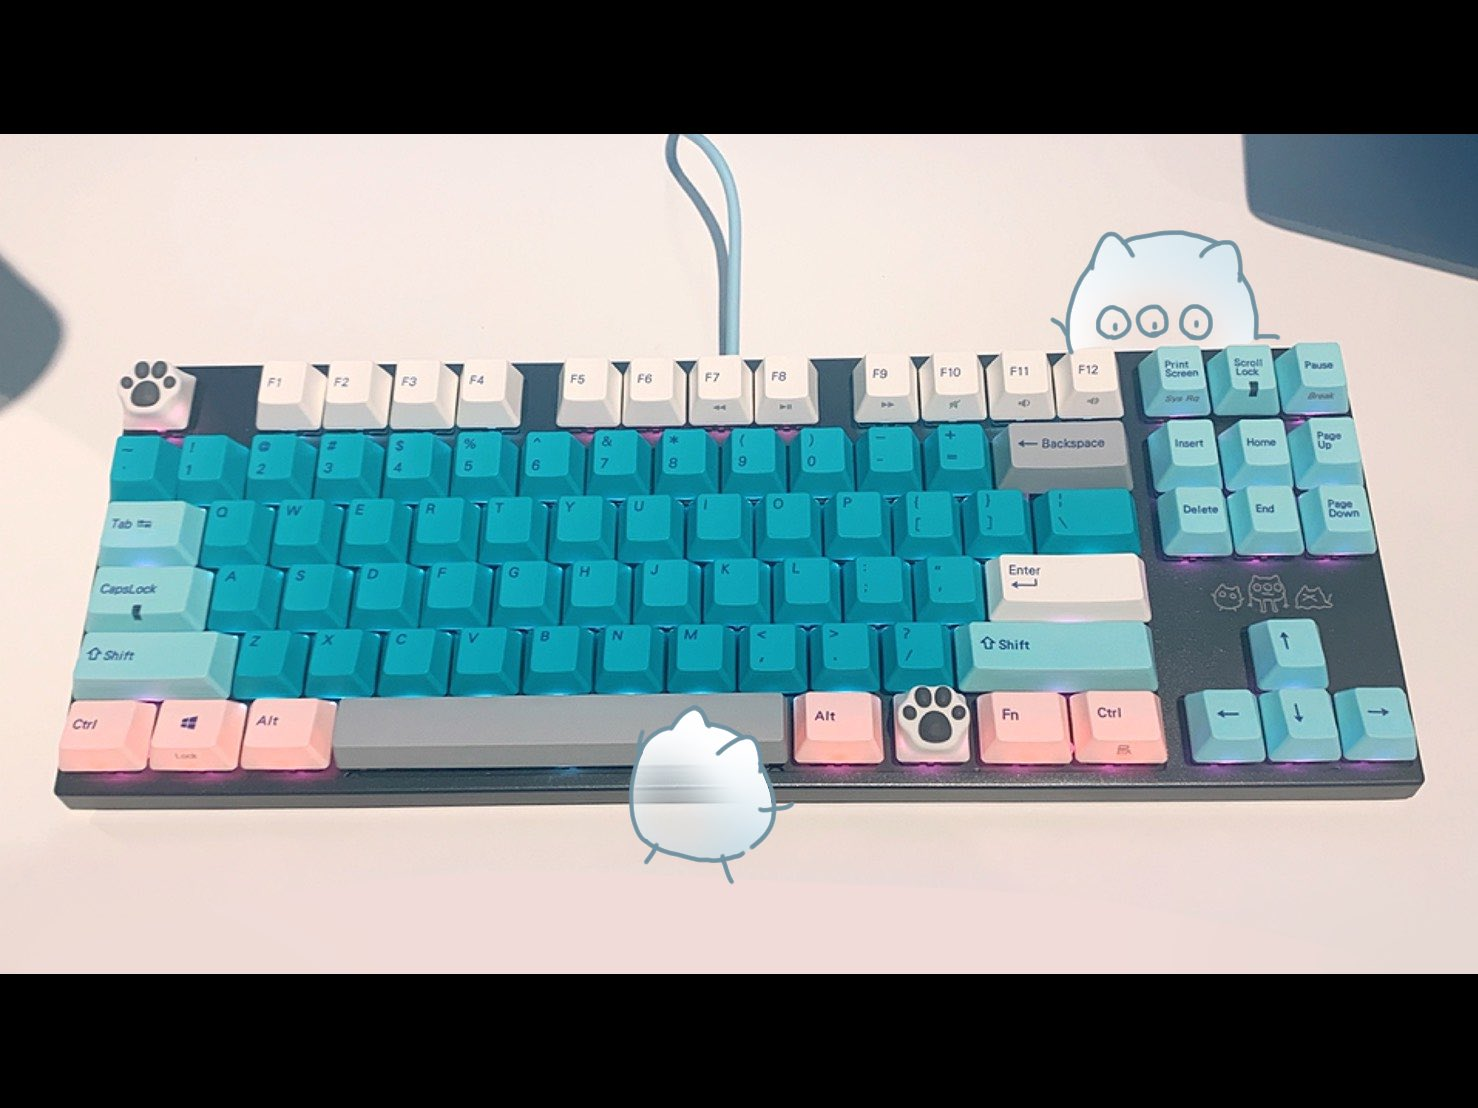 F1 F2 F3 F4 F5 F6 F7 F8 F9 F10 F11 F12 Print Screen Sys Rq Scroll Lock Pause Break
~ ! 1 @ 2 # 3 $ 4 % 5 ^ 6 & 7 * 8 ( 9 ) 0 _ - + = ← Backspace Insert Home Page Up
Tab Q W E R T Y U I O P { [ } ] | \ Delete End Page Down
CapsLock A S D F G H J K L : ; " ' Enter
⇧ Shift Z X C V B N M < , > . ? / ⇧ Shift ↑
Ctrl Lock Alt Alt Fn Ctrl ← ↓ →